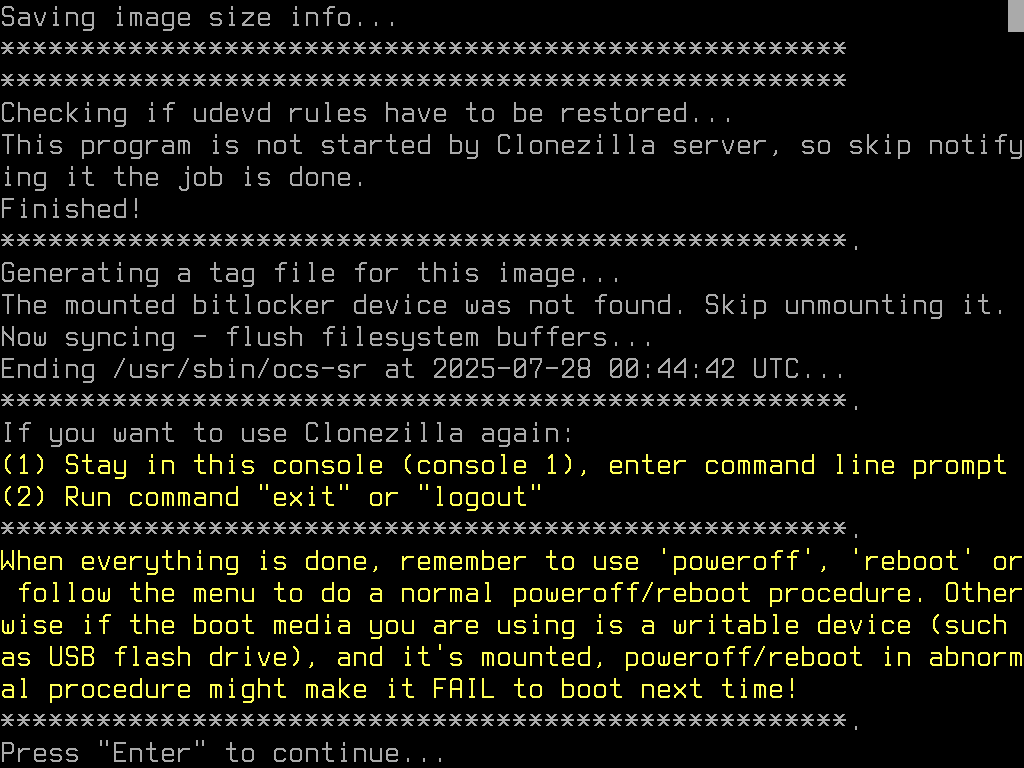 Saving image size info...
*****************************************************
*****************************************************
Checking if udevd rules have to be restored...
This program is not started by Clonezilla server, so skip notify
ing it the job is done.
Finished!
*****************************************************.
Generating a tag file for this image...
The mounted bitlocker device was not found. Skip unmounting it.
Now syncing - flush filesystem buffers...
Ending /usr/sbin/ocs-sr at 2025-07-28 00:44:42 UTC...
*****************************************************.
If you want to use Clonezilla again:
(1) Stay in this console (console 1), enter command line prompt
(2) Run command "exit" or "logout"
*****************************************************.
When everything is done, remember to use 'poweroff', 'reboot' or
 follow the menu to do a normal poweroff/reboot procedure. Other
wise if the boot media you are using is a writable device (such 
as USB flash drive), and it's mounted, poweroff/reboot in abnorm
al procedure might make it FAIL to boot next time!
*****************************************************.
Press "Enter" to continue...